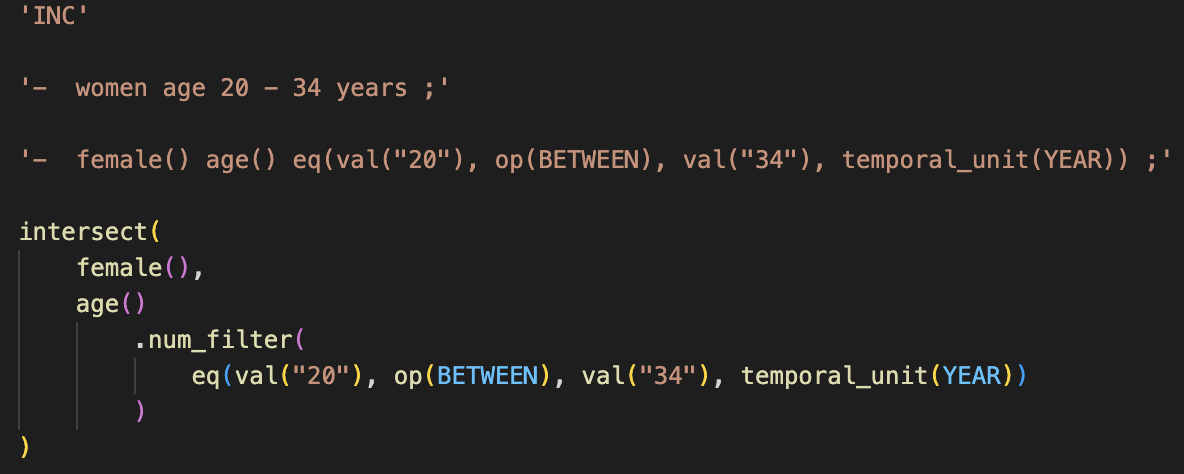 'INC'
'-  women age 20 - 34 years ;'
'-  female() age() eq(val("20"), op(BETWEEN), val("34"), temporal_unit(YEAR)) ;'
intersect(
    female(),
    age()
        .num_filter(
            eq(val("20"), op(BETWEEN), val("34"), temporal_unit(YEAR))
        )
)